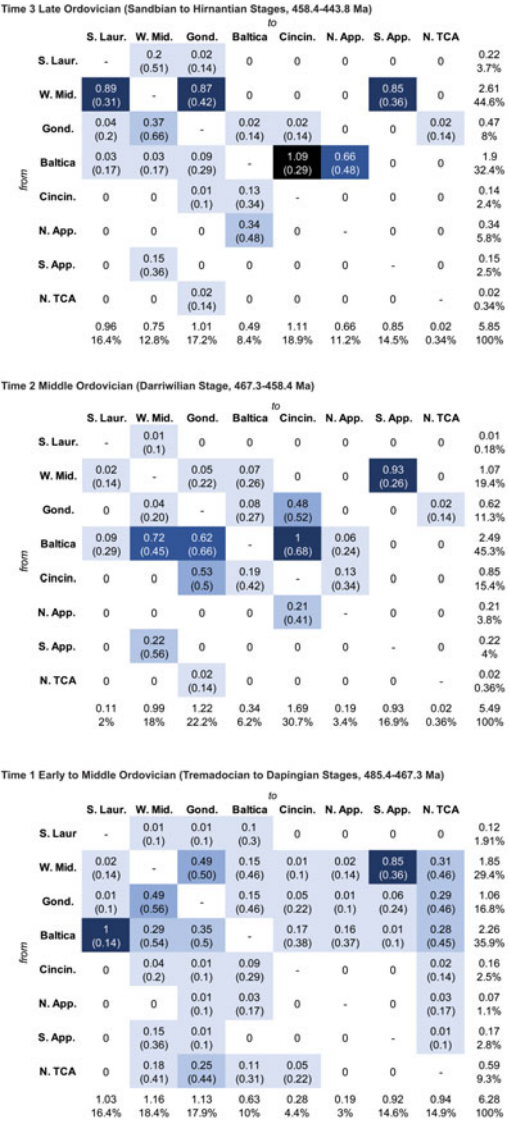 Time 3 Late Ordovician (Sandbian to Hirnantian Stages, 458.4-443.8 Ma)
to
S. Laur. W. Mid. Gond. Baltica Cincin. N. App. S. App. N. TCA
S. Laur. - 0.2 0.02 0 0 0 0 0 0.22
(0.51) (0.14) 3.7%
W. Mid. 0.89 - 0.87 0 0 0 0.85 0 2.61
(0.31) (0.42) (0.36) 44.6%
Gond. 0.04 0.37 - 0.02 0.02 0 0 0.02 0.47
(0.2) (0.66) (0.14) (0.14) (0.14) 8%
from
Baltica 0.03 0.03 0.09 - 1.09 0.66 0 0 1.9
(0.17) (0.17) (0.29) (0.29) (0.48) 32.4%
Cincin. 0 0 0.01 0.13 - 0 0 0 0.14
(0.1) (0.34) 2.4%
N. App. 0 0 0 0.34 0 - 0 0 0.34
(0.48) 5.8%
S. App. 0 0.15 0 0 0 0 - 0 0.15
(0.36) 2.5%
N. TCA 0 0 0.02 0 0 0 0 - 0.02
(0.14) 0.34%
0.96 0.75 1.01 0.49 1.11 0.66 0.85 0.02 5.85
16.4% 12.8% 17.2% 8.4% 18.9% 11.2% 14.5% 0.34% 100%
Time 2 Middle Ordovician (Darriwilian Stage, 467.3-458.4 Ma)
to
S. Laur. W. Mid. Gond. Baltica Cincin. N. App. S. App. N. TCA
S. Laur. - 0.01 0 0 0 0 0 0 0.01
(0.1) 0.18%
W. Mid. 0.02 - 0.05 0.07 0 0 0.93 0 1.07
(0.14) (0.22) (0.26) (0.26) 19.4%
Gond. 0 0.04 - 0.08 0.48 0 0 0.02 0.62
(0.20) (0.27) (0.52) (0.14) 11.3%
from
Baltica 0.09 0.72 0.62 - 1 0.06 0 0 2.49
(0.29) (0.45) (0.66) (0.68) (0.24) 45.3%
Cincin. 0 0 0.53 0.19 - 0.13 0 0 0.85
(0.5) (0.42) (0.34) 15.4%
N. App. 0 0 0 0 0.21 - 0 0 0.21
(0.41) 3.8%
S. App. 0 0.22 0 0 0 0 - 0 0.22
(0.56) 4%
N. TCA 0 0 0.02 0 0 0 0 - 0.02
(0.14) 0.36%
0.11 0.99 1.22 0.34 1.69 0.19 0.93 0.02 5.49
2% 18% 22.2% 6.2% 30.7% 3.4% 16.9% 0.36% 100%
Time 1 Early to Middle Ordovician (Tremadocian to Dapingian Stages, 485.4-467.3 Ma)
to
S. Laur. W. Mid. Gond. Baltica Cincin. N. App. S. App. N. TCA
S. Laur - 0.01 0.01 0.1 0 0 0 0 0.12
(0.1) (0.1) (0.3) 1.91%
W. Mid. 0.02 - 0.49 0.15 0.01 0.02 0.85 0.31 1.85
(0.14) (0.50) (0.46) (0.1) (0.14) (0.36) (0.46) 29.4%
Gond. 0.01 0.49 - 0.15 0.05 0.01 0.06 0.29 1.06
(0.1) (0.56) (0.46) (0.22) (0.1) (0.24) (0.46) 16.8%
from
Baltica 1 0.29 0.35 - 0.17 0.16 0.01 0.28 2.26
(0.14) (0.54) (0.5) (0.38) (0.37) (0.1) (0.45) 35.9%
Cincin. 0 0.04 0.01 0.09 - 0 0 0.02 0.16
(0.2) (0.1) (0.29) (0.14) 2.5%
N. App. 0 0 0.01 0.03 0 - 0 0.03 0.07
(0.1) (0.17) (0.17) 1.1%
S. App. 0 0.15 0.01 0 0 0 - 0.01 0.17
(0.36) (0.1) (0.1) 2.8%
N. TCA 0 0.18 0.25 0.11 0.05 0 0 - 0.59
(0.41) (0.44) (0.31) (0.22) 9.3%
1.03 1.16 1.13 0.63 0.28 0.19 0.92 0.94 6.28
16.4% 18.4% 17.9% 10% 4.4% 3% 14.6% 14.9% 100%